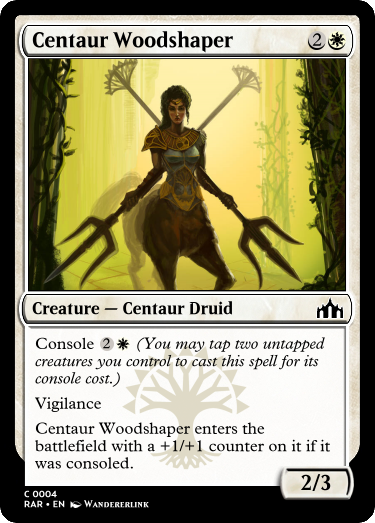 Centaur Woodshaper 2
Creature — Centaur Druid
Console 2 (You may tap two untapped
creatures you control to cast this spell for its
console cost.)
Vigilance
Centaur Woodshaper enters the
battlefield with a +1/+1 counter on it if it
was consoled.
2/3
C 0004
RAR • EN WANDERERLINK